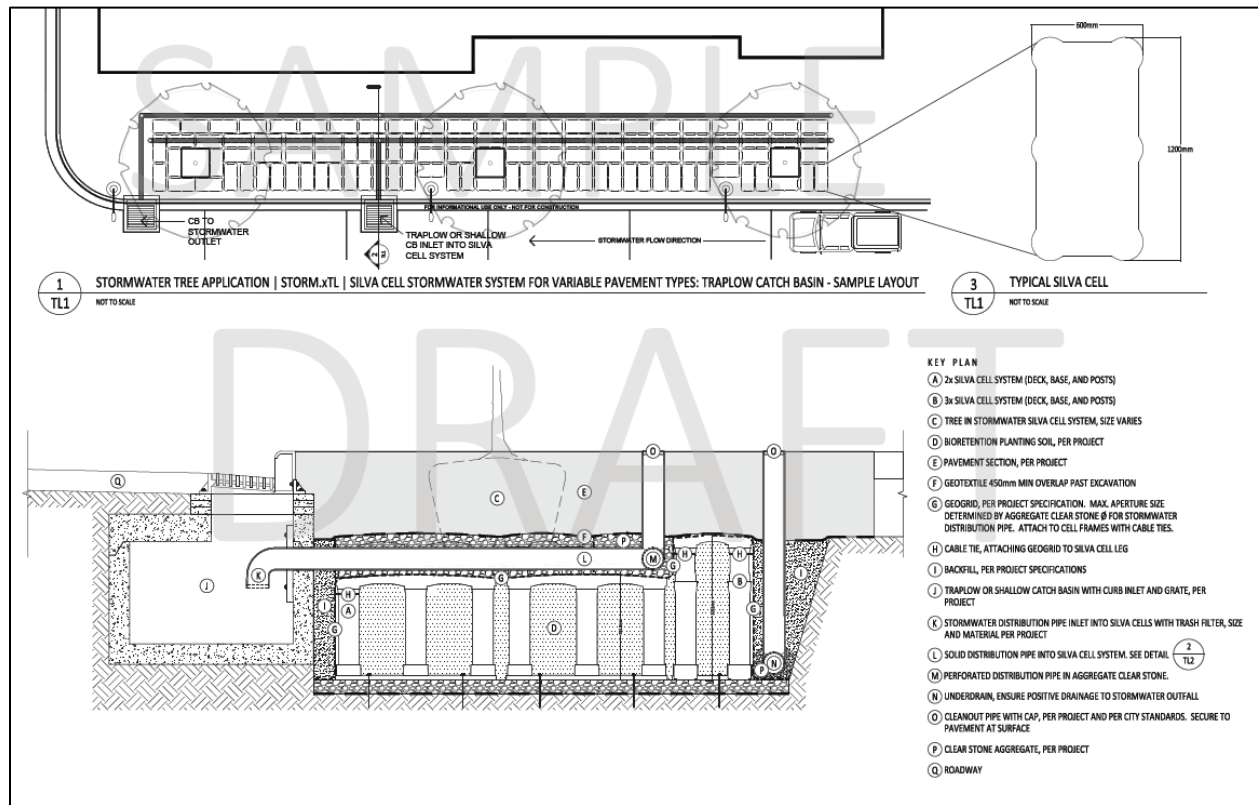 SAMPLE
DRAFT
600mm
1200mm
FOR INFORMATIONAL USE ONLY - NOT FOR CONSTRUCTION
CB TO
STORMWATER
OUTLET
TRAPLOW OR SHALLOW
CB INLET INTO SILVA
CELL SYSTEM
2
TL1
STORMWATER FLOW DIRECTION
1
TL1
STORMWATER TREE APPLICATION | STORM.xTL | SILVA CELL STORMWATER SYSTEM FOR VARIABLE PAVEMENT TYPES: TRAPLOW CATCH BASIN - SAMPLE LAYOUT
NOT TO SCALE
3
TL1
TYPICAL SILVA CELL
NOT TO SCALE
O
O
Q
C
E
F
P
K
L
M
H
H
G
G
J
I
I
H
A
B
G
D
G
P
N
KEY PLAN
A 2x SILVA CELL SYSTEM (DECK, BASE, AND POSTS)
B 3x SILVA CELL SYSTEM (DECK, BASE, AND POSTS)
C TREE IN STORMWATER SILVA CELL SYSTEM, SIZE VARIES
D BIORETENTION PLANTING SOIL, PER PROJECT
E PAVEMENT SECTION, PER PROJECT
F GEOTEXTILE 450mm MIN OVERLAP PAST EXCAVATION
G GEOGRID, PER PROJECT SPECIFICATION. MAX. APERTURE SIZE
DETERMINED BY AGGREGATE CLEAR STONE Ø FOR STORMWATER
DISTRIBUTION PIPE. ATTACH TO CELL FRAMES WITH CABLE TIES.
H CABLE TIE, ATTACHING GEOGRID TO SILVA CELL LEG
I BACKFILL, PER PROJECT SPECIFICATIONS
J TRAPLOW OR SHALLOW CATCH BASIN WITH CURB INLET AND GRATE, PER
PROJECT
K STORMWATER DISTRIBUTION PIPE INLET INTO SILVA CELLS WITH TRASH FILTER, SIZE
AND MATERIAL PER PROJECT
L SOLID DISTRIBUTION PIPE INTO SILVA CELL SYSTEM. SEE DETAIL 2
TL2
M PERFORATED DISTRIBUTION PIPE IN AGGREGATE CLEAR STONE.
N UNDERDRAIN, ENSURE POSITIVE DRAINAGE TO STORMWATER OUTFALL
O CLEANOUT PIPE WITH CAP, PER PROJECT AND PER CITY STANDARDS. SECURE TO
PAVEMENT AT SURFACE
P CLEAR STONE AGGREGATE, PER PROJECT
Q ROADWAY